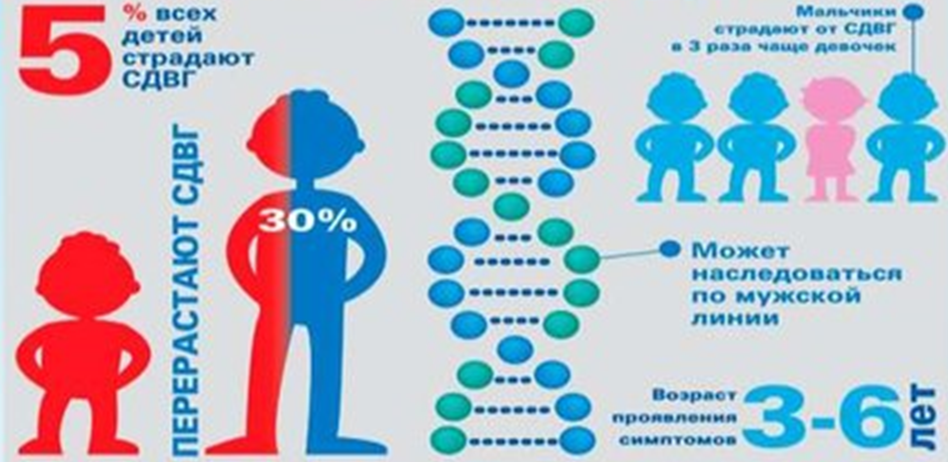 5
% всех
детей
страдают
СДВГ
ПЕРЕРАСТАЮТ СДВГ
30%
Мальчики
страдают от СДВГ
в 3 раза чаще девочек
Может
наследоваться
по мужской
линии
Возраст
проявления
симптомов
3-6
лет